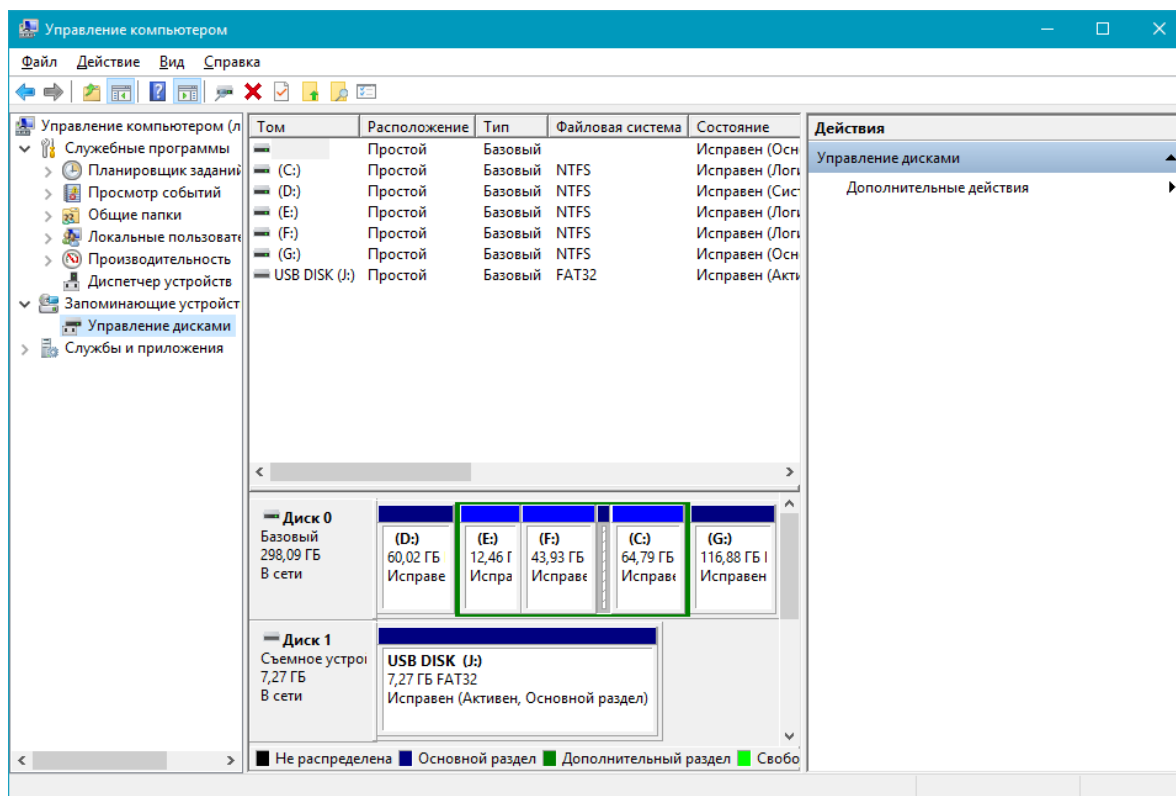 Управление компьютером
Файл Действие Вид Справка
Управление компьютером (л
Служебные программы
Планировщик заданий
Просмотр событий
Общие папки
Локальные пользовате
Производительность
Диспетчер устройств
Запоминающие устройст
Управление дисками
Службы и приложения
Том Расположение Тип Файловая система Состояние
Простой Базовый Исправен (Осн
(C:) Простой Базовый NTFS Исправен (Логи
(D:) Простой Базовый NTFS Исправен (Сист
(E:) Простой Базовый NTFS Исправен (Логи
(F:) Простой Базовый NTFS Исправен (Логи
(G:) Простой Базовый NTFS Исправен (Осн
USB DISK (J:) Простой Базовый FAT32 Исправен (Акти
Диск 0
Базовый
298,09 ГБ
В сети
(D:)
60,02 ГБ
Исправе
(E:)
12,46 Г
Испра
(F:)
43,93 ГБ
Исправе
(C:)
64,79 ГБ
Исправе
(G:)
116,88 ГБ
Исправен
Диск 1
Съемное устрої
7,27 ГБ
В сети
USB DISK (J:)
7,27 ГБ FAT32
Исправен (Активен, Основной раздел)
Не распределена Основной раздел Дополнительный раздел Свобо
Действия
Управление дисками
Дополнительные действия